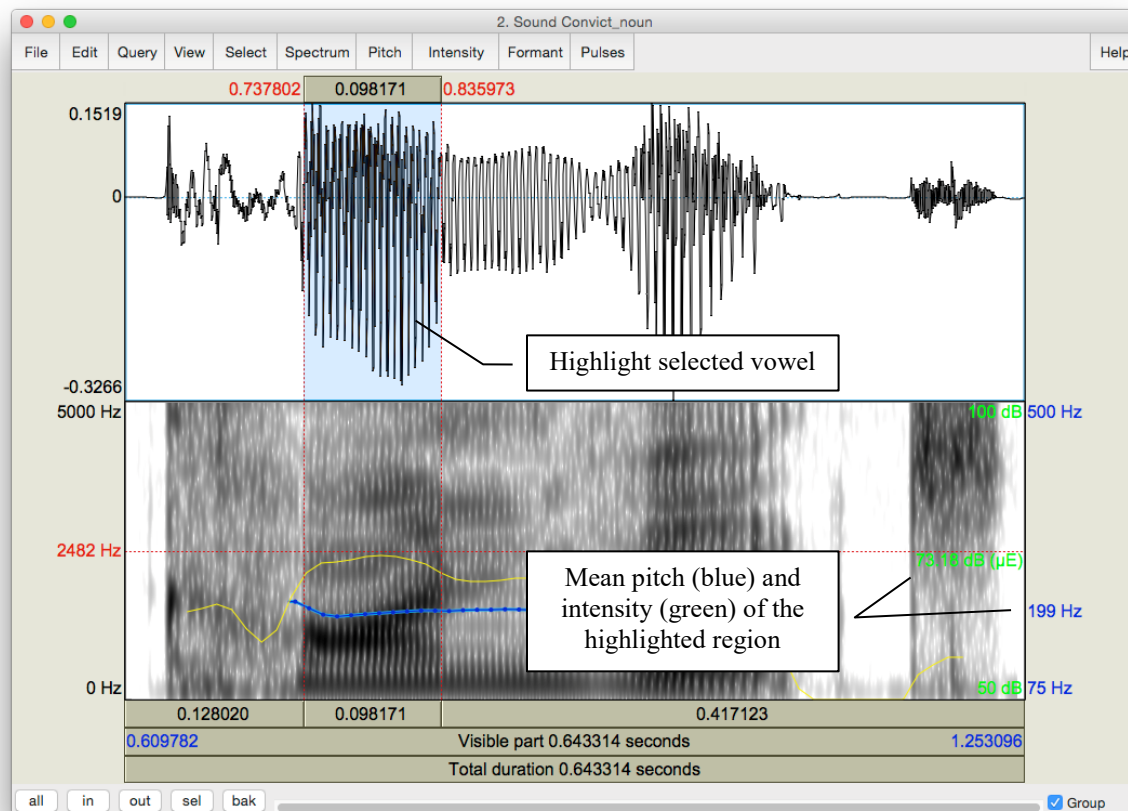 2. Sound Convict_noun
File Edit Query View Select Spectrum Pitch Intensity Formant Pulses Help
0.737802 0.098171 0.835973
0.1519
0
Highlight selected vowel
-0.3266
5000 Hz 100 dB 500 Hz
2482 Hz 73.18 dB (µE)
Mean pitch (blue) and
intensity (green) of the
highlighted region
199 Hz
0 Hz 50 dB 75 Hz
0.128020 0.098171 0.417123
0.609782 Visible part 0.643314 seconds 1.253096
Total duration 0.643314 seconds
all in out sel bak Group